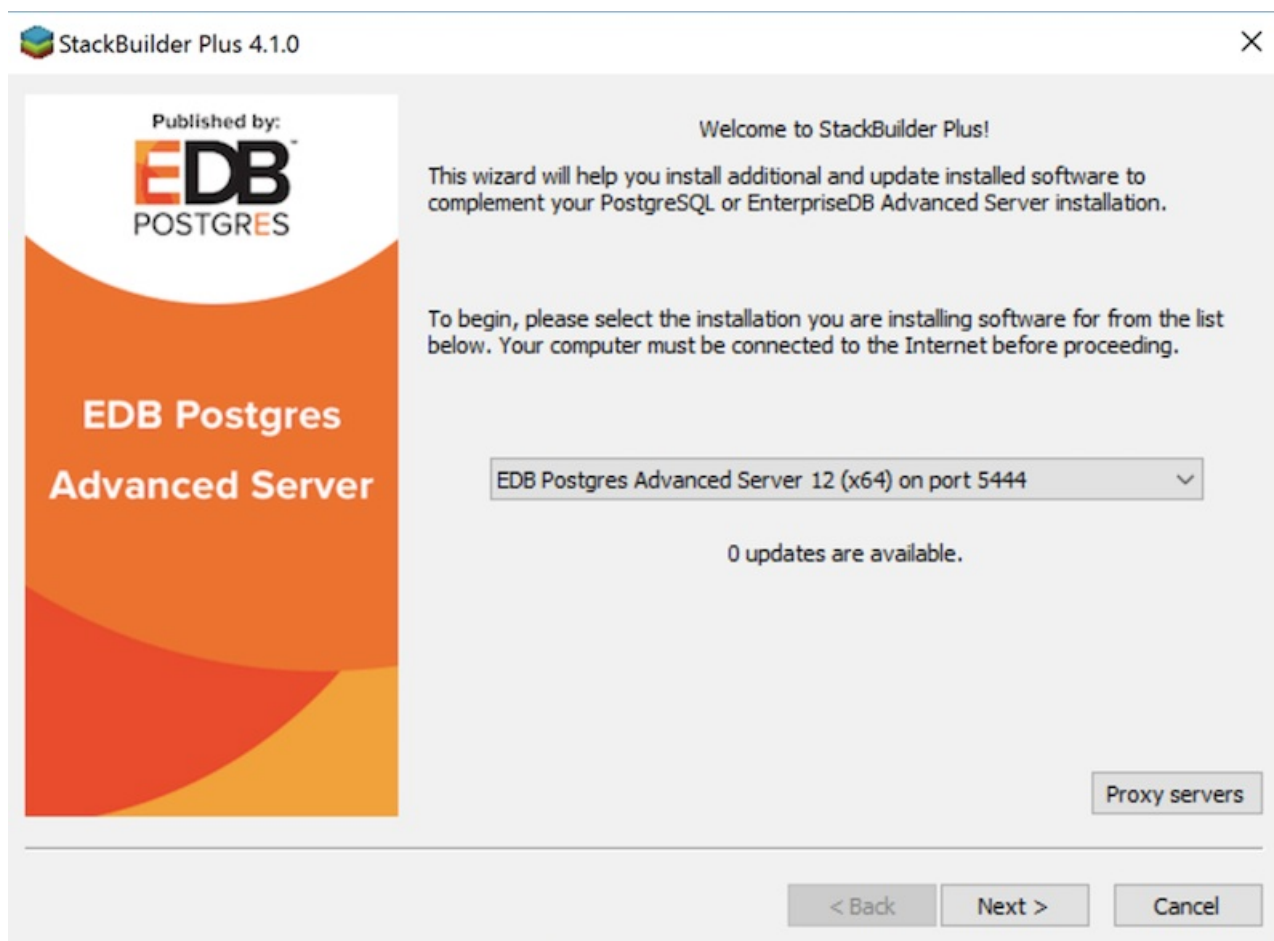 StackBuilder Plus 4.1.0
Published by:
EDB™
POSTGRES
EDB Postgres
Advanced Server
Welcome to StackBuilder Plus!
This wizard will help you install additional and update installed software to
complement your PostgreSQL or EnterpriseDB Advanced Server installation.
To begin, please select the installation you are installing software for from the list
below. Your computer must be connected to the Internet before proceeding.
EDB Postgres Advanced Server 12 (x64) on port 5444
0 updates are available.
Proxy servers
< Back
Next >
Cancel